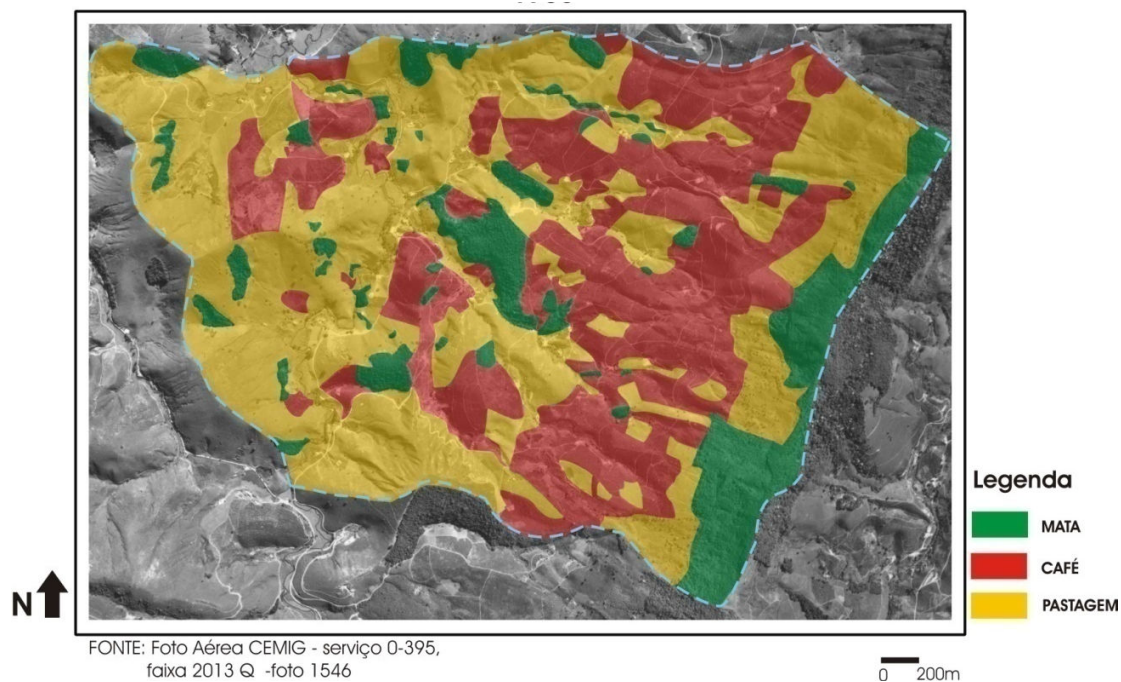 Legenda
MATA
CAFÉ
PASTAGEM
N
FONTE: Foto Aérea CEMIG - serviço 0-395,
faixa 2013 Q -foto 1546
0 200m